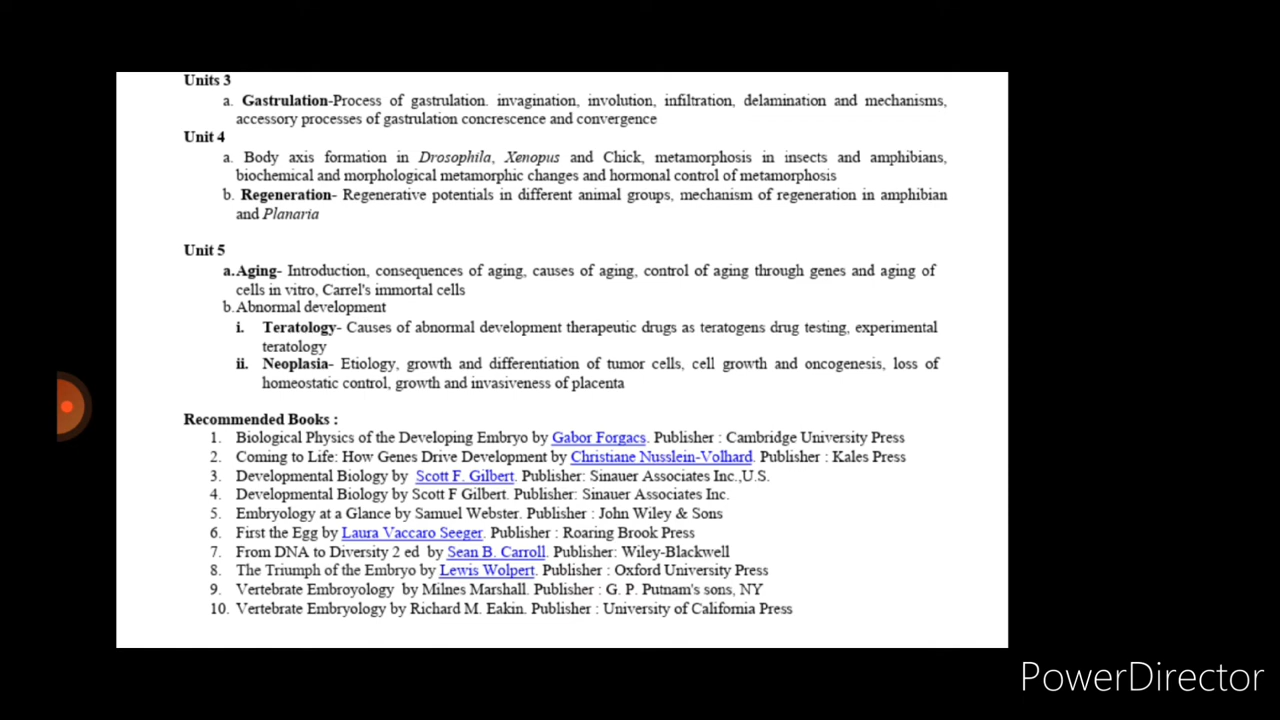 Units 3
a. Gastrulation-Process of gastrulation. invagination, involution, infiltration, delamination and mechanisms,
accessory processes of gastrulation concrescence and convergence
Unit 4
a. Body axis formation in Drosophila, Xenopus and Chick, metamorphosis in insects and amphibians,
biochemical and morphological metamorphic changes and hormonal control of metamorphosis
b. Regeneration- Regenerative potentials in different animal groups, mechanism of regeneration in amphibian
and Planaria
Unit 5
a. Aging- Introduction, consequences of aging, causes of aging, control of aging through genes and aging of
cells in vitro, Carrel's immortal cells
b. Abnormal development
i. Teratology- Causes of abnormal development therapeutic drugs as teratogens drug testing, experimental
teratology
ii. Neoplasia- Etiology, growth and differentiation of tumor cells, cell growth and oncogenesis, loss of
homeostatic control, growth and invasiveness of placenta
Recommended Books :
1. Biological Physics of the Developing Embryo by Gabor Forgacs. Publisher : Cambridge University Press
2. Coming to Life: How Genes Drive Development by Christiane Nusslein-Volhard. Publisher : Kales Press
3. Developmental Biology by Scott F. Gilbert. Publisher: Sinauer Associates Inc.,U.S.
4. Developmental Biology by Scott F Gilbert. Publisher: Sinauer Associates Inc.
5. Embryology at a Glance by Samuel Webster. Publisher : John Wiley & Sons
6. First the Egg by Laura Vaccaro Seeger. Publisher : Roaring Brook Press
7. From DNA to Diversity 2 ed by Sean B. Carroll. Publisher: Wiley-Blackwell
8. The Triumph of the Embryo by Lewis Wolpert. Publisher : Oxford University Press
9. Vertebrate Embroyology by Milnes Marshall. Publisher : G. P. Putnam's sons, NY
10. Vertebrate Embryology by Richard M. Eakin. Publisher : University of California Press
PowerDirector